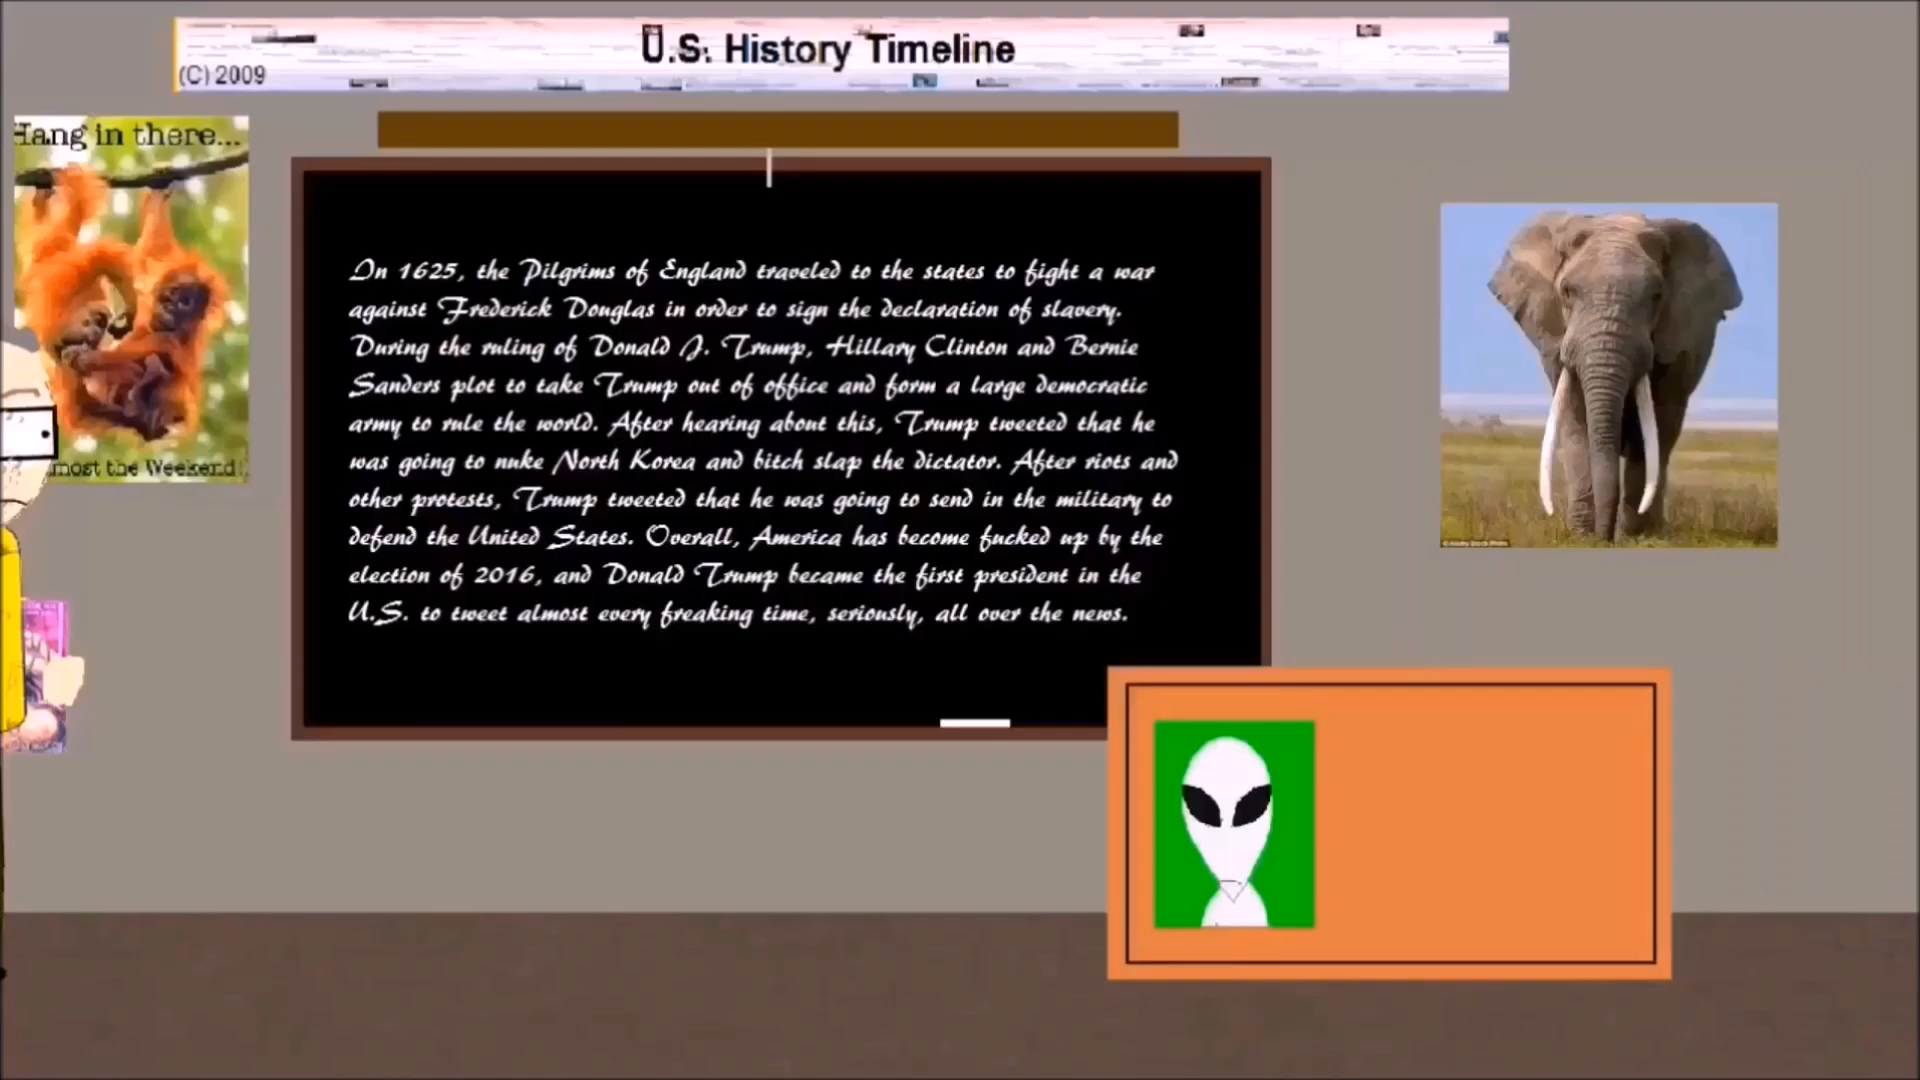 U.S. History Timeline
(C) 2009
Hang in there...
most the Weekend!
In 1625, the Pilgrims of England traveled to the states to fight a war
against Frederick Douglas in order to sign the declaration of slavery.
During the ruling of Donald J. Trump, Hillary Clinton and Bernie
Sanders plot to take Trump out of office and form a large democratic
army to rule the world. After hearing about this, Trump tweeted that he
was going to nuke North Korea and bitch slap the dictator. After riots and
other protests, Trump tweeted that he was going to send in the military to
defend the United States. Overall, America has become fucked up by the
election of 2016, and Donald Trump became the first president in the
U.S. to tweet almost every freaking time, seriously, all over the news.